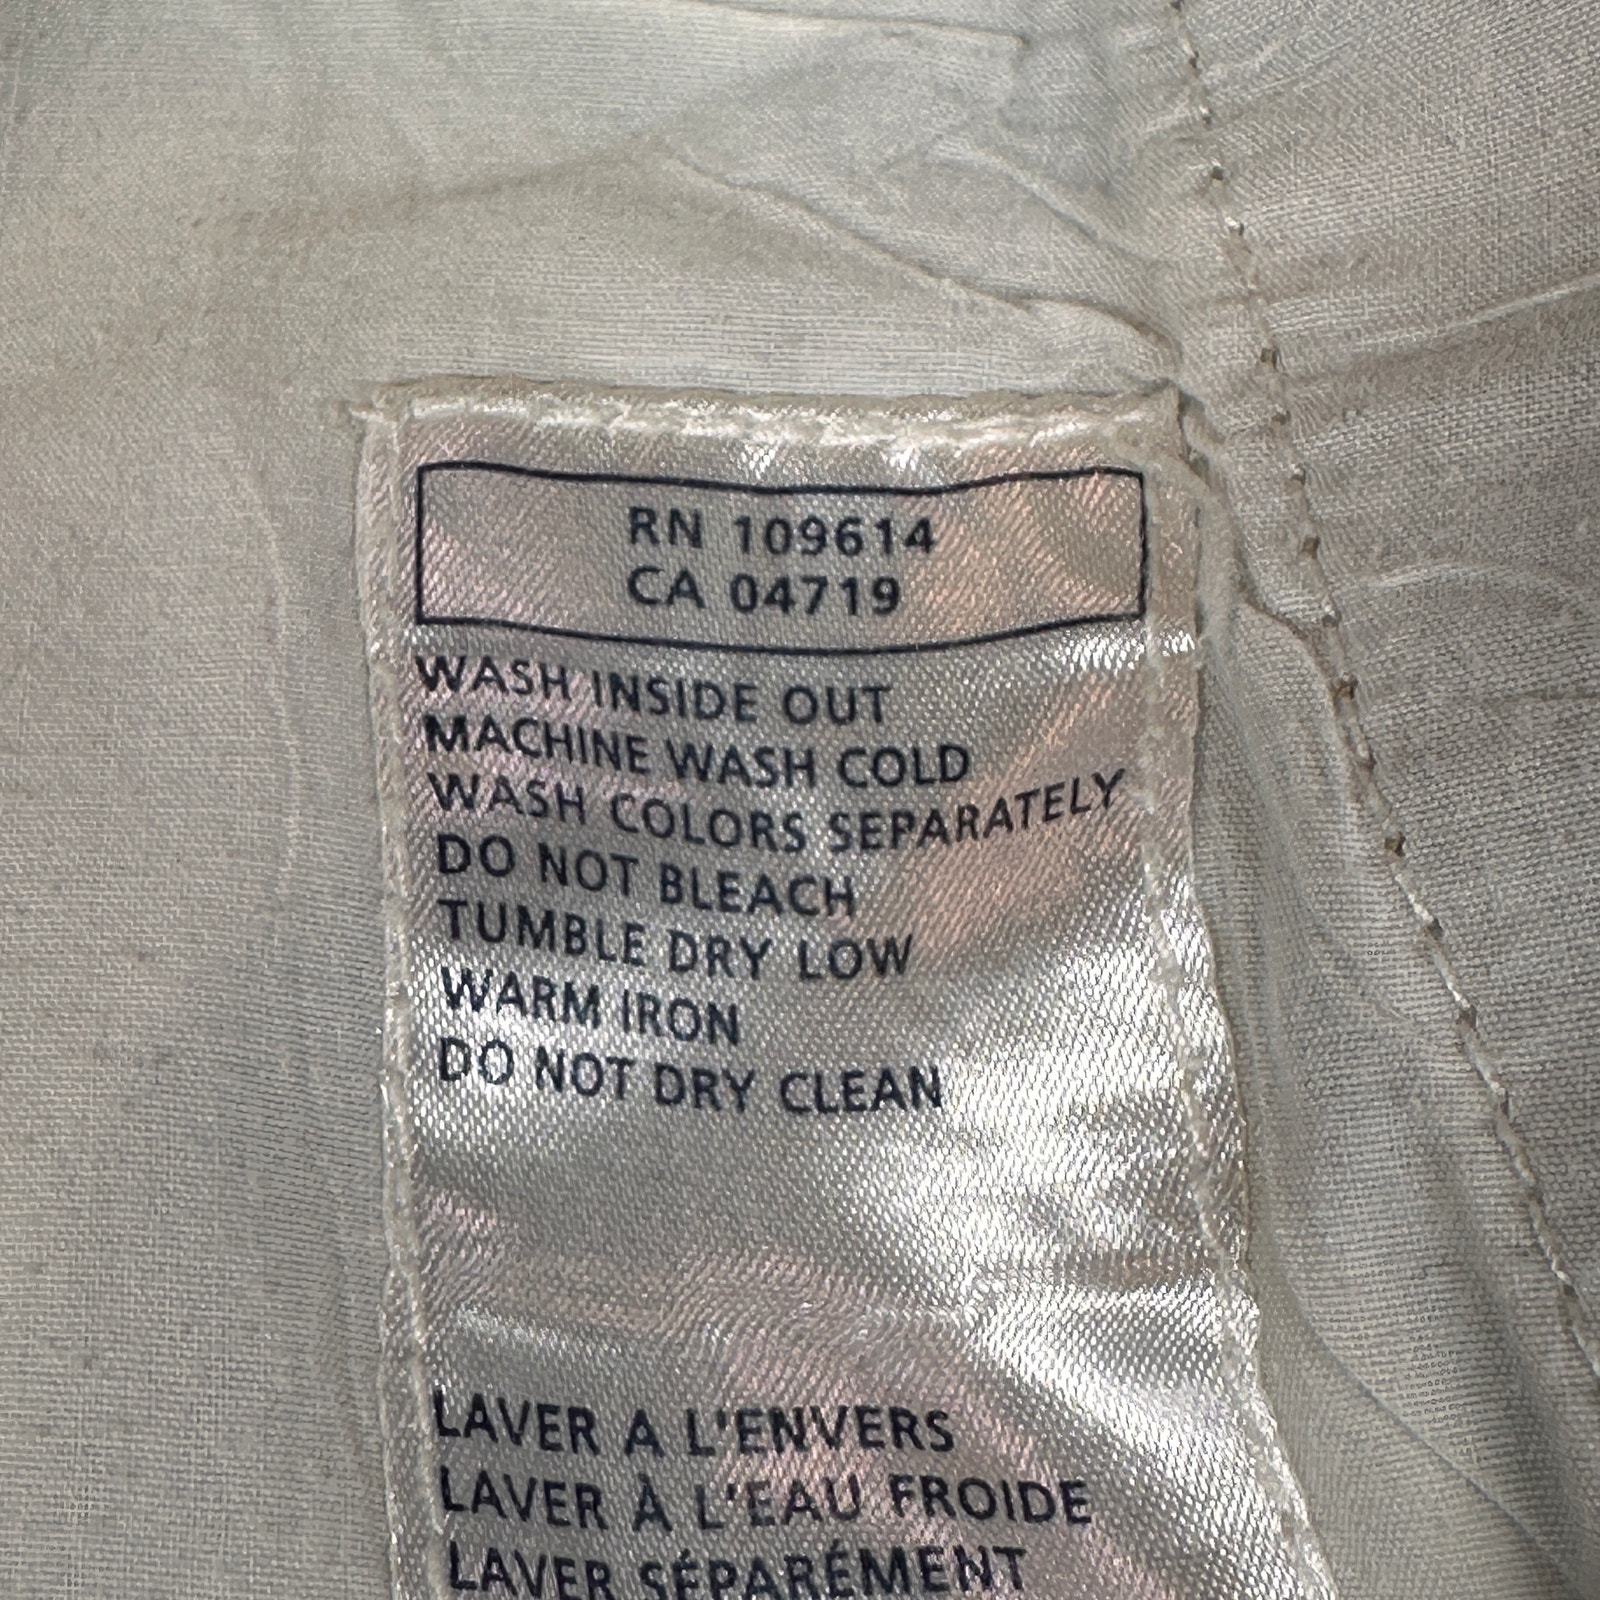 RN 109614
CA 04719
WASH INSIDE OUT
MACHINE WASH COLD
WASH COLORS SEPARATELY
DO NOT BLEACH
TUMBLE DRY LOW
WARM IRON
DO NOT DRY CLEAN
LAVER A L'ENVERS
LAVER À L'EAU FROIDE
LAVER SÉPARÉMENT